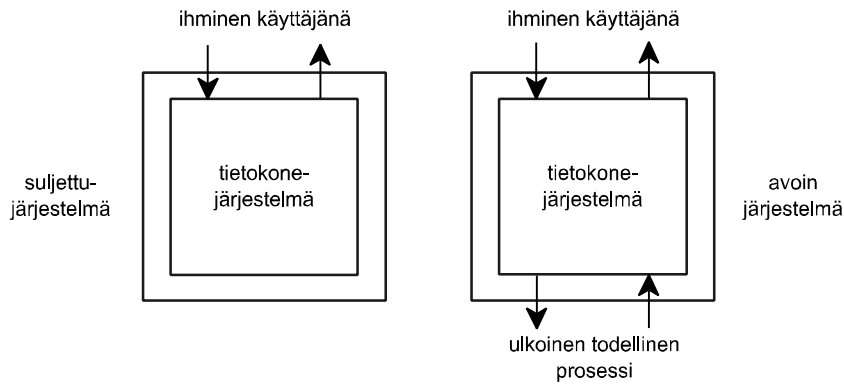 ihminen käyttäjänä
suljettu-
järjestelmä
tietokone-
järjestelmä
ihminen käyttäjänä
tietokone-
järjestelmä
avoin
järjestelmä
ulkoinen todellinen
prosessi